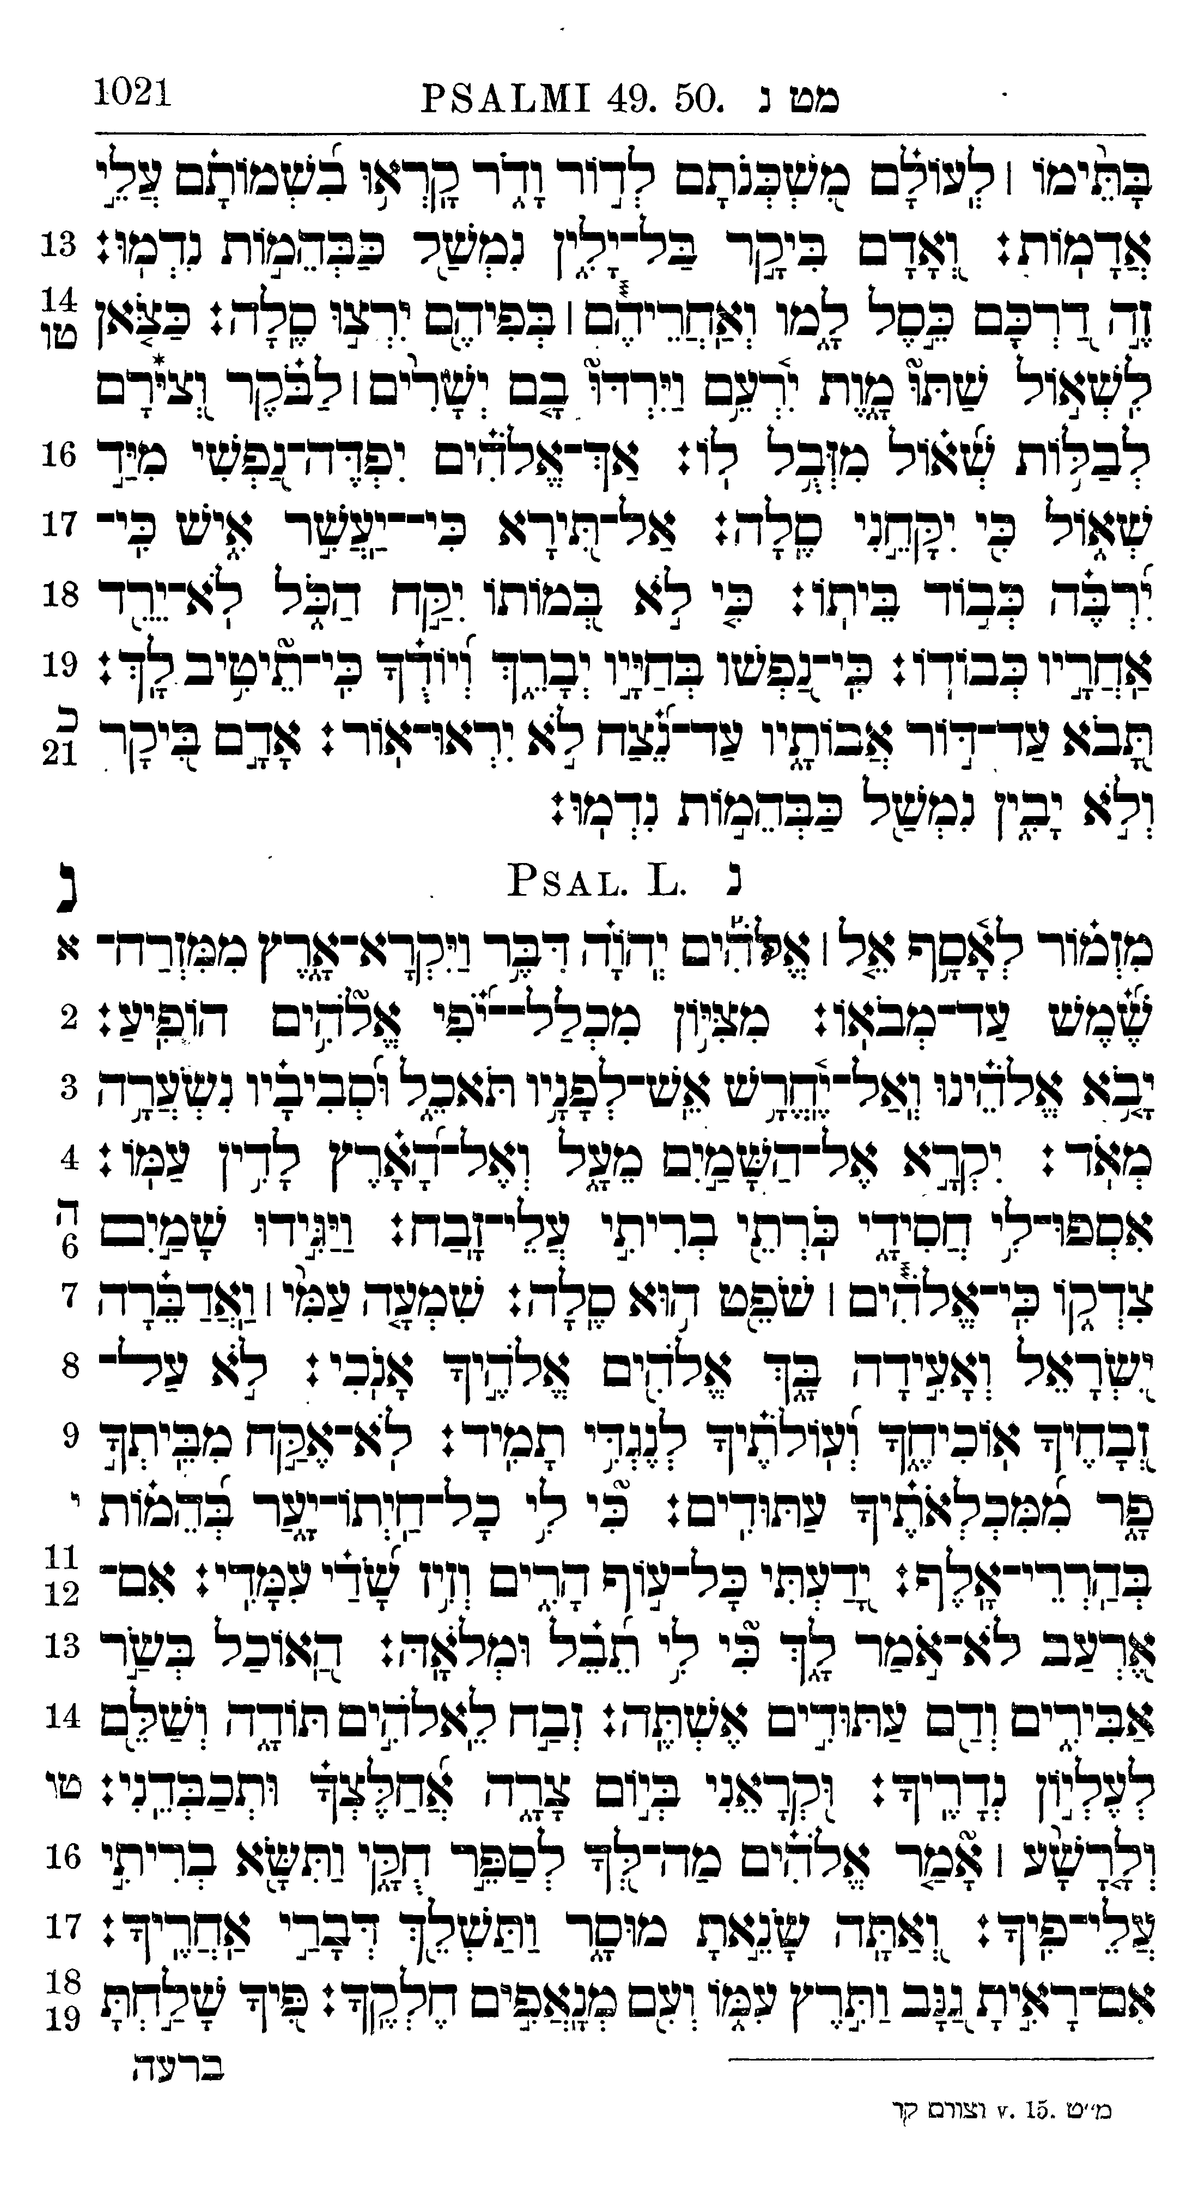 1021 PSALMI 49. 50. מט נ
בָּתֵּ֨ימוֹ ׀ לְֽעוֹלָ֗ם מִ֭שְׁכְּנֹתָם לְד֣וֹר וָדֹ֑ר קָֽרְא֥וּ בִ֝שְׁמוֹתָ֗ם עֲלֵ֣י
13 אֲדָמֽוֹת׃ וְאָדָ֣ם בִּ֭יקָר בַּל־יָלִ֑ין נִמְשַׁ֖ל כַּבְּהֵמ֣וֹת נִדְמֽוּ׃
14 טו זֶ֣ה דַ֭רְכָּם כֵּ֣סֶל לָ֑מוֹ וְאַחֲרֵיהֶ֓ם ׀ בְּפִיהֶ֖ם יִרְצ֣וּ סֶֽלָה׃ כַּצֹּ֤אן
לִֽשְׁא֣וֹל שַׁתּוּ֮ מָ֤וֶת יִ֫רְעֵ֥ם וַיִּרְדּ֘וּ בָ֤ם יְשָׁרִ֨ים ׀ לַבֹּ֗קֶר וְ֭צִּירָם
16 לְבַלּ֥וֹת שְׁא֗וֹל מִזְּבֻ֥ל לֽוֹ׃ אַךְ־אֱלֹהִ֗ים יִפְדֶּה־נַ֭פְשִׁי מִיַּֽד
17 שְׁא֑וֹל כִּ֖י יִקָּחֵ֣נִי סֶֽלָה׃ אַל־תִּ֭ירָא כִּי־יַעֲשִׁ֣ר אִ֑ישׁ כִּֽי־
18 יִ֝רְבֶּה כְּב֣וֹד בֵּיתֽוֹ׃ כִּ֤י לֹ֣א בְ֭מוֹתוֹ יִקַּ֣ח הַכֹּ֑ל לֹא־יֵרֵ֖ד
19 אַחֲרָ֣יו כְּבוֹדֽוֹ׃ כִּֽי־נַ֭פְשׁוֹ בְּחַיָּ֣יו יְבָרֵ֑ךְ וְ֝יוֹדֻ֗ךָ כִּי־תֵ֘יטִ֥יב לָֽךְ׃
כ 21 תָּ֭בֹא עַד־דּ֣וֹר אֲבוֹתָ֑יו עַד־נֵ֝֗צַח לֹ֣א יִרְאוּ־אֽוֹר׃ אָדָ֣ם בִּ֭יקָר
וְלֹ֣א יָבִ֑ין נִמְשַׁ֖ל כַּבְּהֵמ֣וֹת נִדְמֽוּ׃
נ PSAL. L. נ
א מִזְמ֗וֹר לְאָ֫סָ֥ף אֵ֤ל ׀ אֱֽלֹהִ֡ים יְֽהוָ֗ה דִּבֶּ֥ר וַיִּקְרָא־אָ֑רֶץ מִמִּזְרַח־
2 שֶׁ֝֗מֶשׁ עַד־מְבֹאֽוֹ׃ מִצִּיּ֥וֹן מִכְלַל־יֹ֗פִי אֱלֹהִ֥ים הוֹפִֽיעַ׃
3 יָ֤בֹ֥א אֱלֹהֵ֗ינוּ וְֽאַל־יֶ֫חֱרַ֥שׁ אֵשׁ־לְפָנָ֥יו תֹּאכֵ֑ל וּ֝סְבִיבָ֗יו נִשְׂעֲרָ֥ה
4 מְאֹֽד׃ יִקְרָ֣א אֶל־הַשָּׁמַ֣יִם מֵעָ֑ל וְאֶל־הָ֝אָ֗רֶץ לָדִ֥ין עַמּֽוֹ׃
ה 6 אִסְפוּ־לִ֥י חֲסִידָ֑י כֹּרְתֵ֖י בְרִיתִ֣י עֲלֵי־זָֽבַח׃ וַיַּגִּ֣ידוּ שָׁמַ֣יִם
7 צִדְק֑וֹ כִּֽי־אֱלֹהִ֓ים ׀ שֹׁפֵ֖ט ה֣וּא סֶֽלָה׃ שִׁמְעָ֤ה עַמִּ֨י ׀ וַאֲדַבֵּ֗רָה
8 יִ֭שְׂרָאֵל וְאָעִ֣ידָה בָּ֑ךְ אֱלֹהִ֖ים אֱלֹהֶ֣יךָ אָנֹֽכִי׃ לֹ֣א עַל־
9 זְ֭בָחֶיךָ אוֹכִיחֶ֑ךָ וְעוֹלֹתֶ֖יךָ לְנֶגְדִּ֣י תָמִֽיד׃ לֹא־אֶקַּ֣ח מִבֵּיתְךָ֣
י פָ֑ר מִ֝מִּכְלְאֹתֶ֗יךָ עַתּוּדִֽים׃ כִּי־לִ֥י כָל־חַיְתוֹ־יָ֑עַר בְּ֝הֵמ֗וֹת
11 12 בְּהַֽרְרֵי־אָֽלֶף׃ יָ֭דַעְתִּי כָּל־ע֣וֹף הָרִ֑ים וְזִ֥יז שָׂ֝דַ֗י עִמָּדִֽי׃ אִם־
13 אֶ֭רְעַב לֹא־אֹ֣מַר לָ֑ךְ כִּי־לִ֥י תֵ֝בֵ֗ל וּמְלֹאָֽהּ׃ הַֽ֭אוֹכַל בְּשַׂ֣ר
14 אַבִּירִ֑ים וְדַ֖ם עַתּוּדִ֣ים אֶשְׁתֶּֽה׃ זְבַ֣ח לֵאלֹהִ֣ים תּוֹדָ֑ה וְשַׁלֵּ֖ם
טו לְעֶלְי֣וֹן נְדָרֶֽיךָ׃ וּ֭קְרָאֵנִי בְּי֣וֹם צָרָ֑ה אֲ֝חַלֶּצְךָ֗ וּֽתְכַבְּדֵֽנִי׃
16 וְלָ֤רָשָׁ֨ע ׀ אָ֘מַ֤ר אֱלֹהִ֗ים מַה־לְּ֭ךָ לְסַפֵּ֣ר חֻקָּ֑י וַתִּשָּׂ֖א בְרִיתִ֣י
17 עֲלֵי־פִֽיךָ׃ וְ֭אַתָּה שָׂנֵ֣אתָ מוּסָ֑ר וַתַּשְׁלֵ֖ךְ דְּבָרַ֣י אַחֲרֶֽיךָ׃
18 19 אִם־רָאִ֣יתָ גַ֭נָּב וַתִּ֣רֶץ עִמּ֑וֹ וְעִ֖ם מְנָאֲפִ֣ים חֶלְקֶֽךָ׃ פִּ֭יךָ שָׁלַ֣חְתָּ
ברעה
מ״ט v. 15. וצורם קר